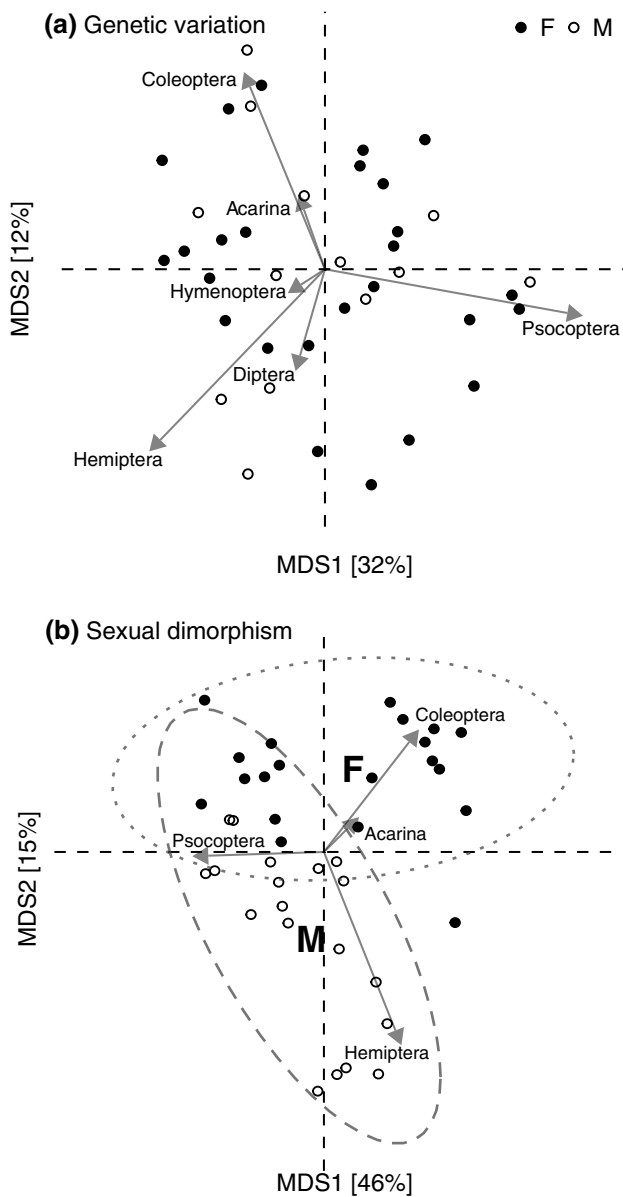 (a) Genetic variation
F M
Coleoptera
Acarina
Hymenoptera
Psocoptera
Diptera
Hemiptera
MDS2 [12%]
MDS1 [32%]
(b) Sexual dimorphism
Coleoptera
F
Acarina
Psocoptera
M
Hemiptera
MDS2 [15%]
MDS1 [46%]